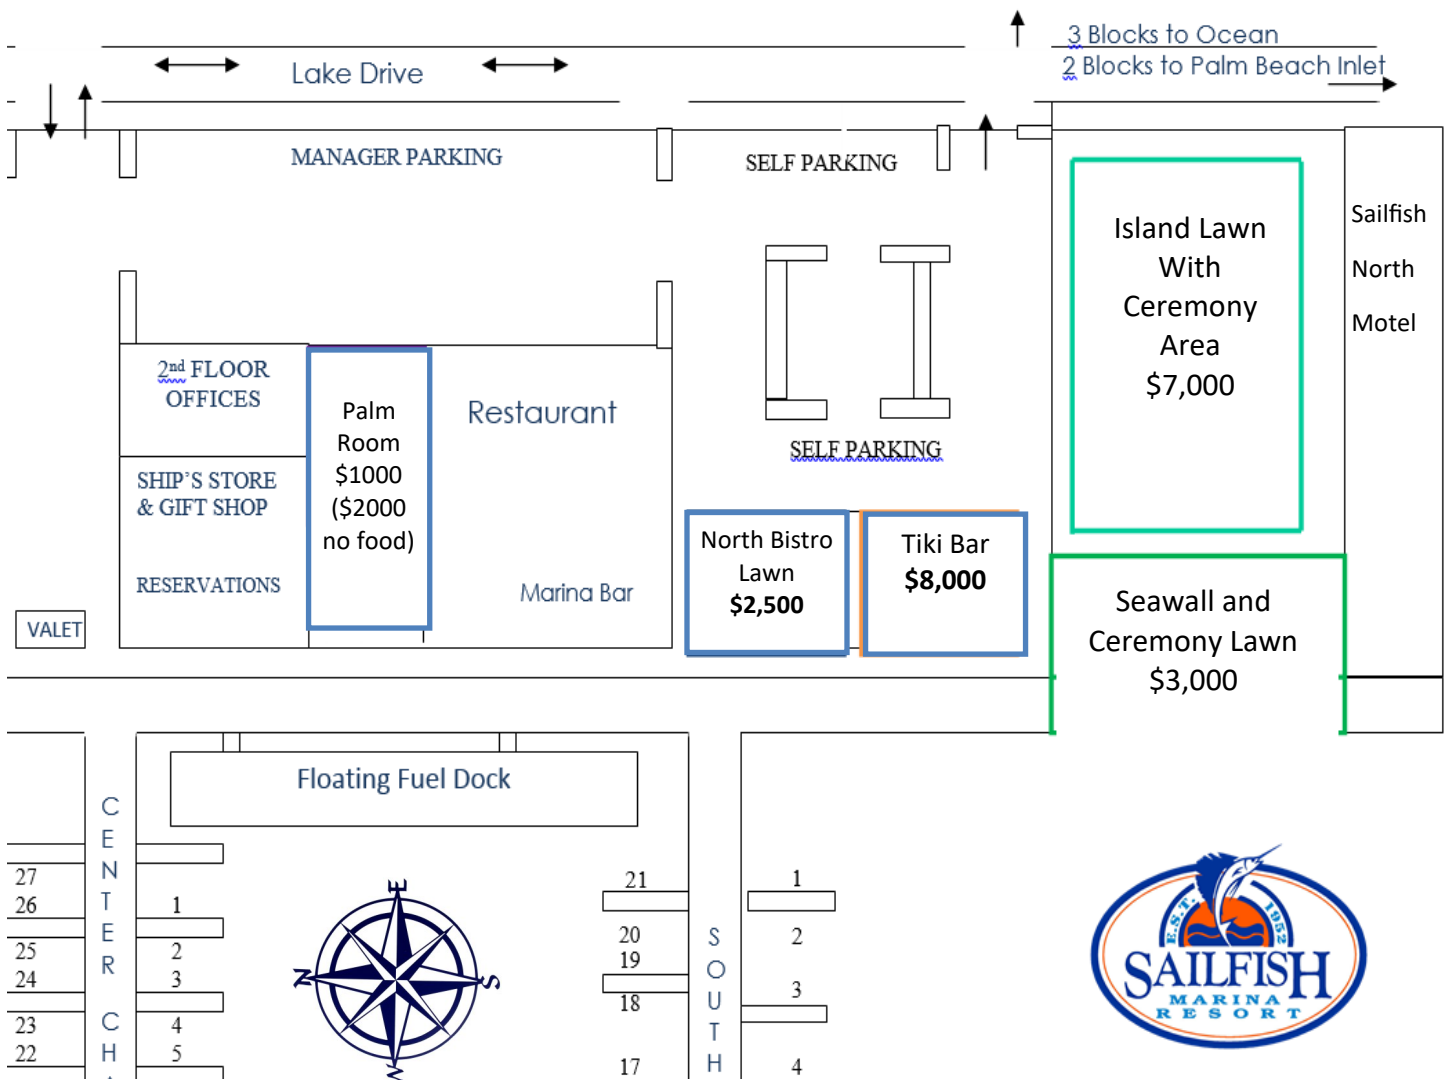 3 Blocks to Ocean
2 Blocks to Palm Beach Inlet
Lake Drive
MANAGER PARKING
SELF PARKING
Island Lawn
With
Ceremony
Area
$7,000
Sailfish
North
Motel
2nd FLOOR
OFFICES
Palm
Room
$1000
($2000
no food)
Restaurant
SELF PARKING
SHIP'S STORE
& GIFT SHOP
RESERVATIONS
Marina Bar
North Bistro
Lawn
$2,500
Tiki Bar
$8,000
Seawall and
Ceremony Lawn
$3,000
VALET
Floating Fuel Dock
CENTER CH
27
26
25
24
23
22
1
2
3
4
5
E
N
S
W
21
20
19
18
17
SOUTH
1
2
3
4
E.S.T. 1952
SAILFISH
MARINA
RESORT